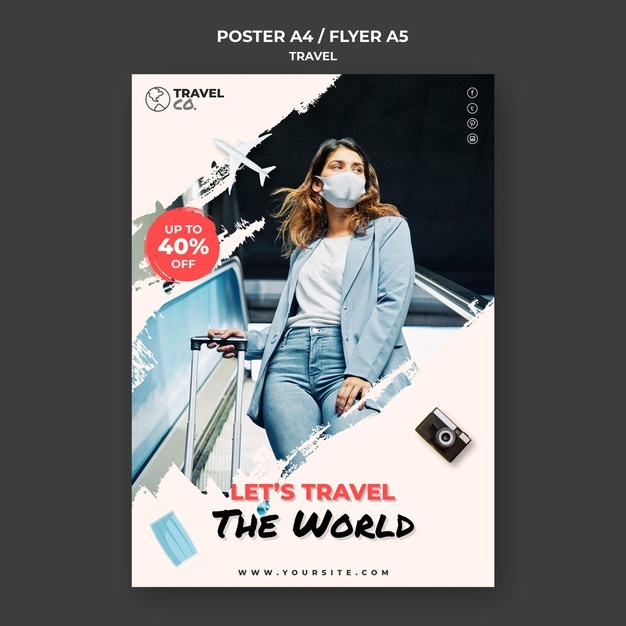 POSTER A4 / FLYER A5
TRAVEL
TRAVEL
CO.
UP TO
40%
OFF
LET'S TRAVEL
THE WORLD
WWW.YOURSITE.COM